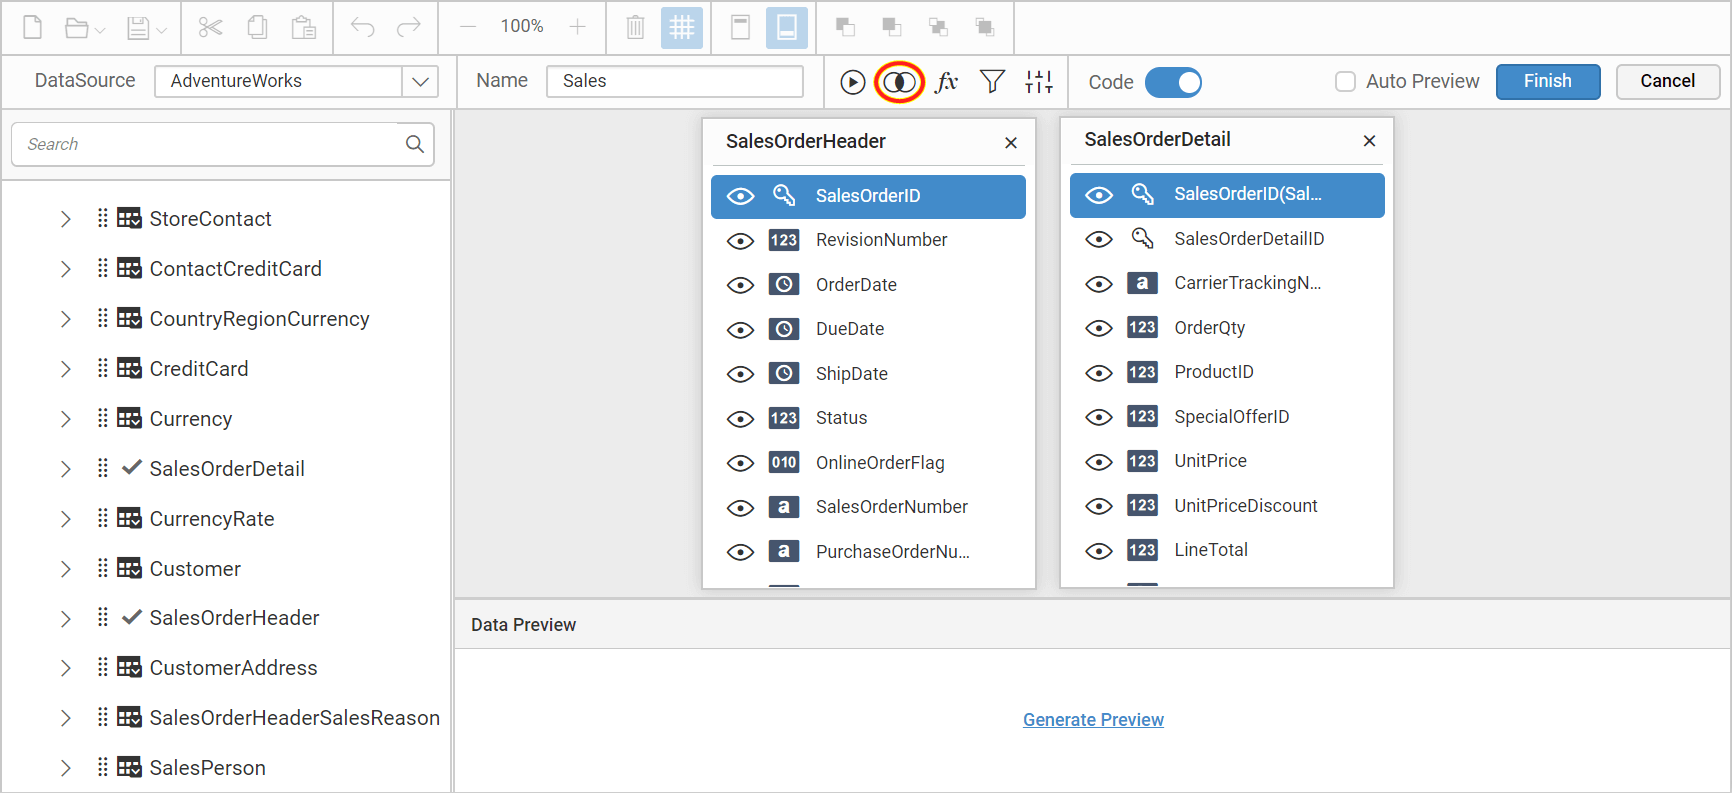 100%
DataSource
AdventureWorks
Name
Sales
fx
Code
Auto Preview
Finish
Cancel
Search
StoreContact
ContactCreditCard
CountryRegionCurrency
CreditCard
Currency
SalesOrderDetail
CurrencyRate
Customer
SalesOrderHeader
CustomerAddress
SalesOrderHeaderSalesReason
SalesPerson
SalesOrderHeader
SalesOrderID
123 RevisionNumber
OrderDate
DueDate
ShipDate
123 Status
010 OnlineOrderFlag
a SalesOrderNumber
a PurchaseOrderNu...
SalesOrderDetail
SalesOrderID(Sal...
SalesOrderDetailID
a CarrierTrackingN...
123 OrderQty
123 ProductID
123 SpecialOfferID
123 UnitPrice
123 UnitPriceDiscount
123 LineTotal
Data Preview
Generate Preview